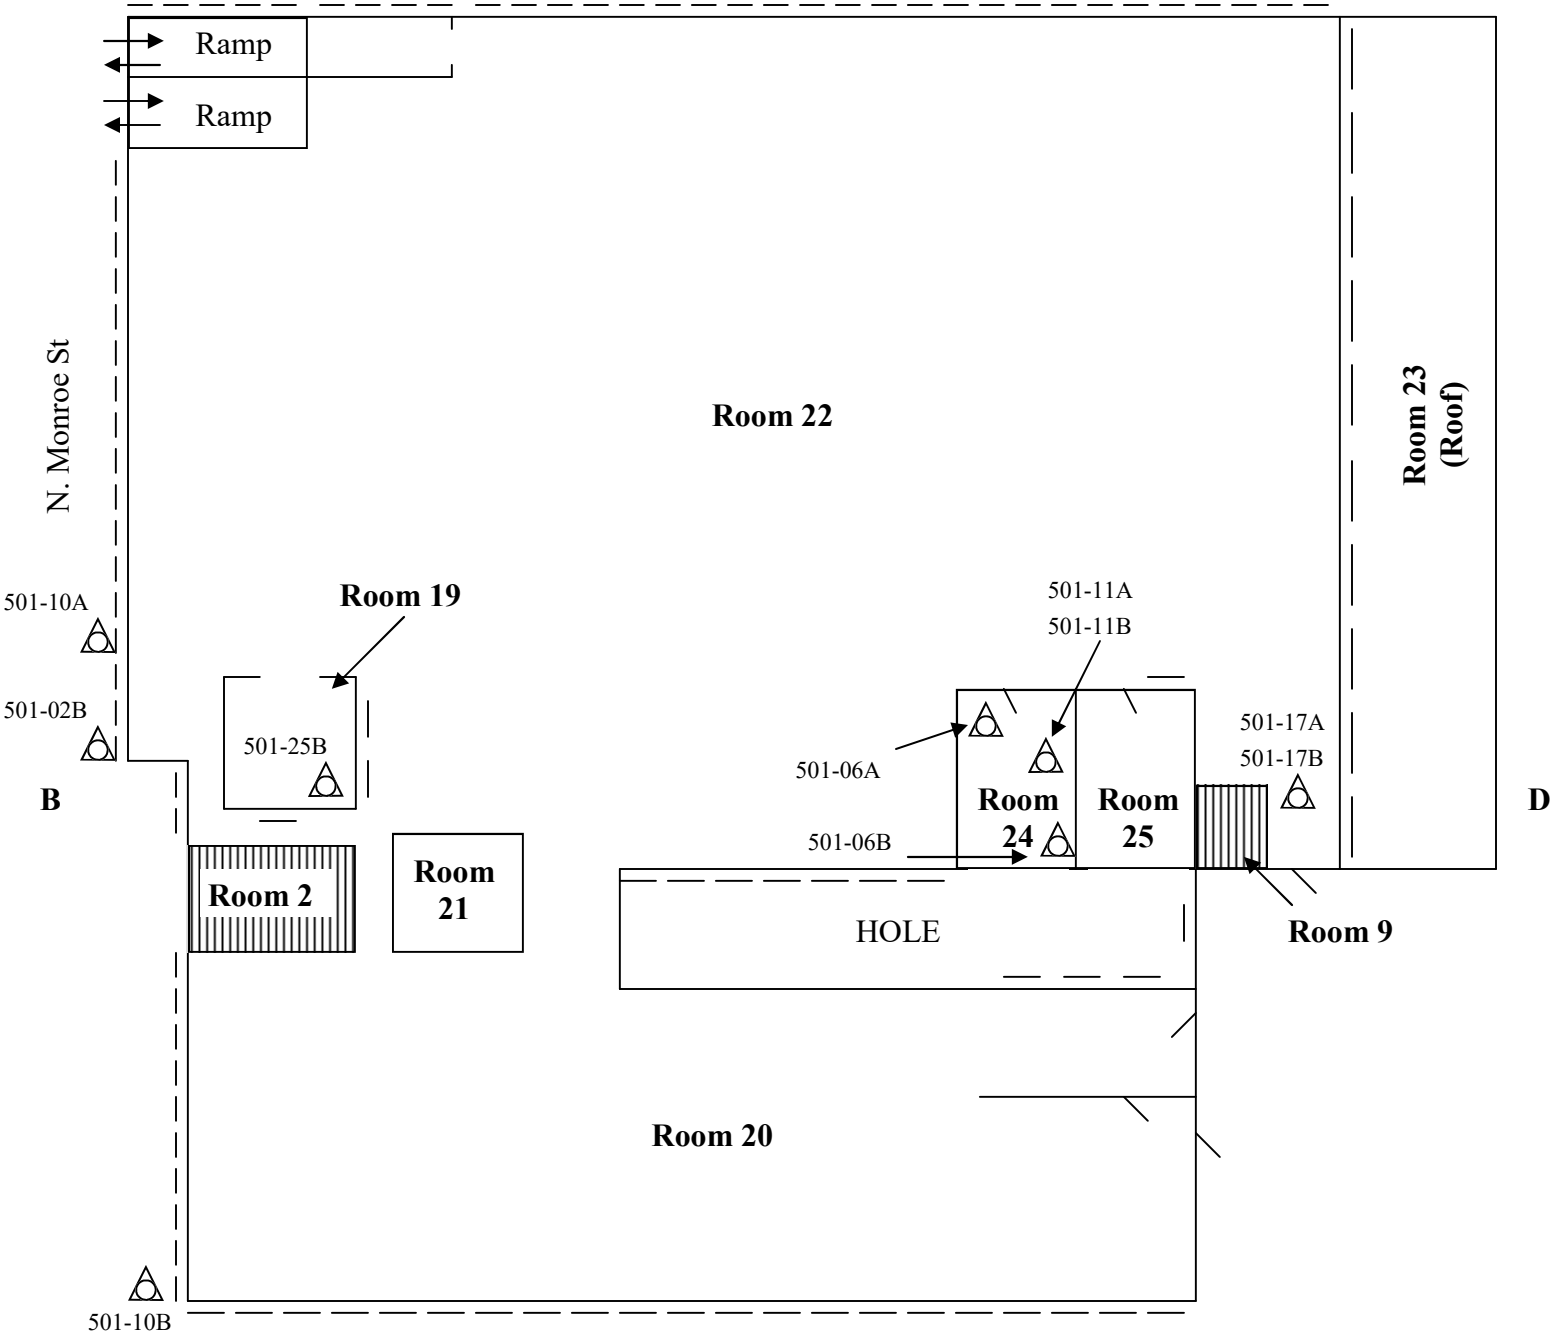 Ramp
Ramp
N. Monroe St
Room 22
Room 23
(Roof)
501-10A
Room 19
501-11A
501-11B
501-02B
501-25B
501-06A
501-17A
501-17B
B
D
Room
24
Room
25
501-06B
Room 2
Room
21
HOLE
Room 9
Room 20
501-10B